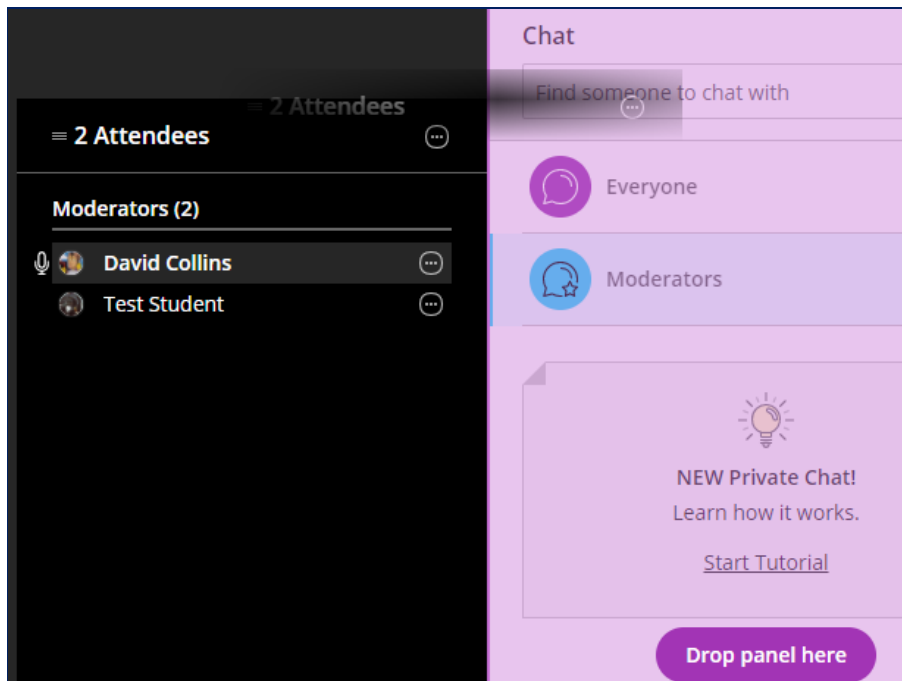 2 Attendees
2 Attendees
Moderators (2)
David Collins
Test Student
Chat
Find someone to chat with
Everyone
Moderators
NEW Private Chat!
Learn how it works.
Start Tutorial
Drop panel here